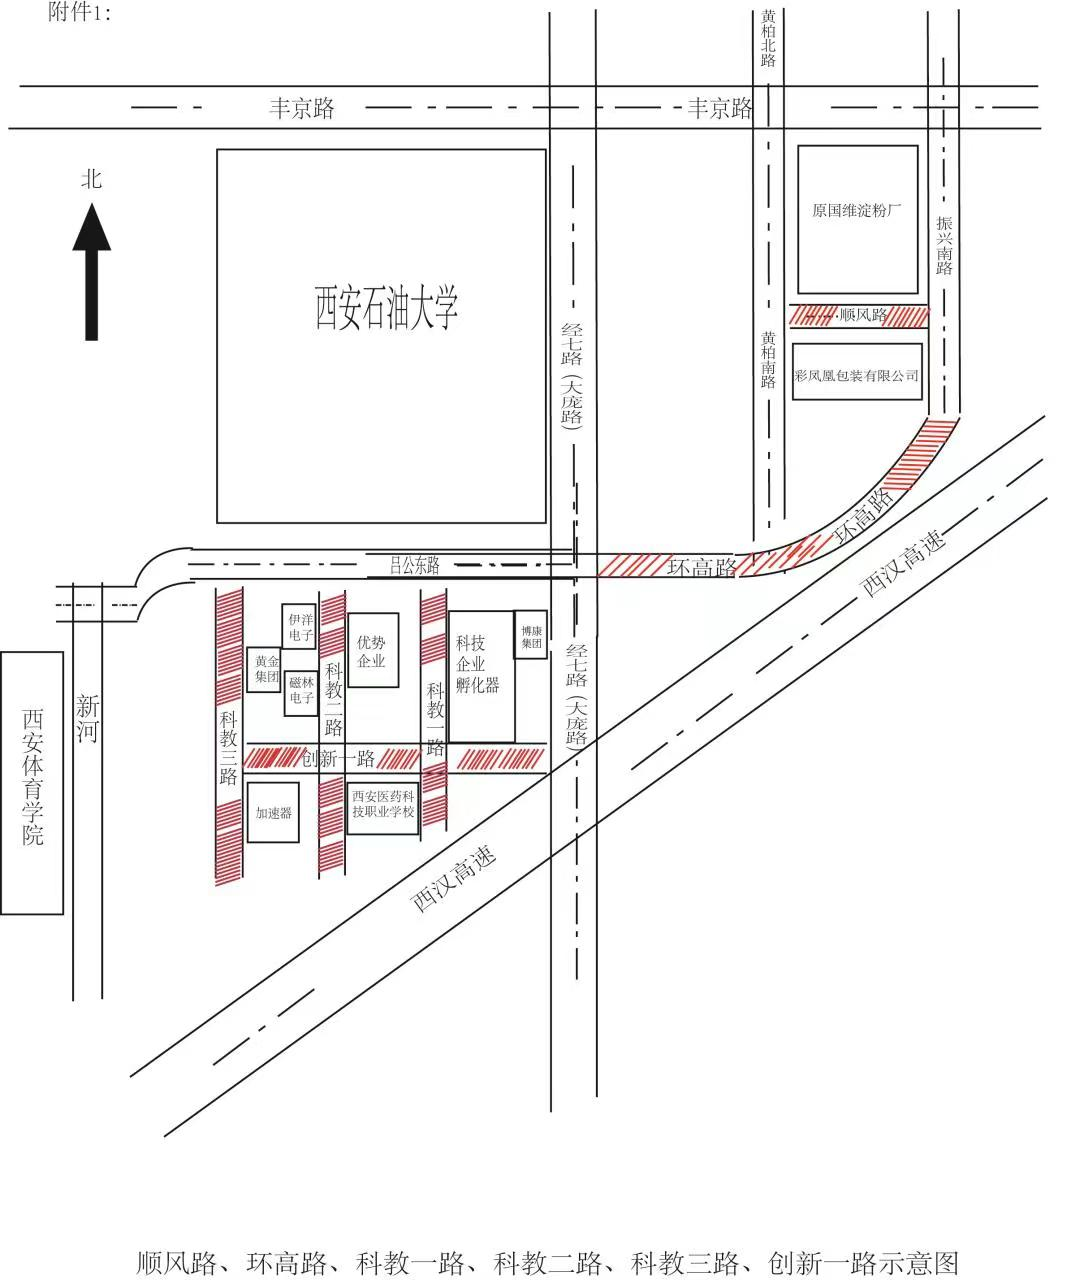 附件1:
黄柏北路
丰京路
丰京路
北
原国维淀粉厂
振兴南路
西安石油大学
顺风路
经七路(大庞路)
黄柏南路
彩凤凰包装有限公司
环高路
西汉高速
吕公东路
环高路
伊洋
电子
优势
企业
科技
企业
孵化器
博康
集团
黄金
集团
磁林
电子
科教二路
科教一路
经七路(大庞路)
新河
科教三路
西安体育学院
创新一路
加速器
西安医药科
技职业学校
西汉高速
顺风路、环高路、科教一路、科教二路、科教三路、创新一路示意图